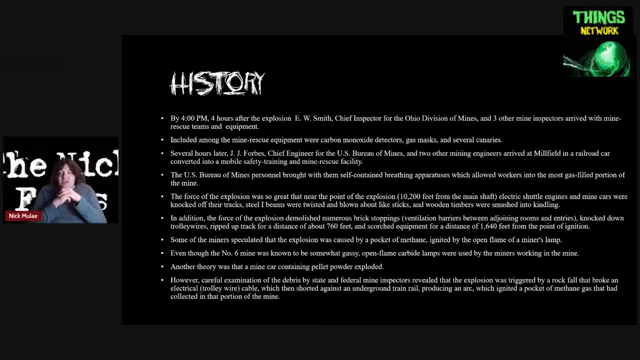 THINGS
NETWORK
HISTORY
• By 4:00 PM, 4 hours after the explosion E. W. Smith, Chief Inspector for the Ohio Division of Mines, and 3 other mine inspectors arrived with mine-
rescue teams and equipment.
• Included among the mine-rescue equipment were carbon monoxide detectors, gas masks, and several canaries.
• Several hours later, J. J. Forbes, Chief Engineer for the U.S. Bureau of Mines, and two other mining engineers arrived at Millfield in a railroad car
converted into a mobile safety-training and mine-rescue facility.
• The U.S. Bureau of Mines personnel brought with them self-contained breathing apparatuses which allowed workers into the most gas-filled portion of
the mine.
• The force of the explosion was so great that near the point of the explosion (10,200 feet from the main shaft) electric shuttle engines and mine cars were
knocked off their tracks, steel I beams were twisted and blown about like sticks, and wooden timbers were smashed into kindling.
• In addition, the force of the explosion demolished numerous brick stoppings (ventilation barriers between adjoining rooms and entries), knocked down
trolleywires, ripped up track for a distance of about 760 feet, and scorched equipment for a distance of 1,640 feet from the point of ignition.
• Some of the miners speculated that the explosion was caused by a pocket of methane, ignited by the open flame of a miner's lamp.
• Even though the No. 6 mine was known to be somewhat gassy, open-flame carbide lamps were used by the miners working in the mine.
• Another theory was that a mine car containing pellet powder exploded.
• However, careful examination of the debris by state and federal mine inspectors revealed that the explosion was triggered by a rock fall that broke an
electrical (trolley wire) cable, which then shorted against an underground train rail, producing an arc, which ignited a pocket of methane gas that had
collected in that portion of the mine.
The Nick
Nick Mulae